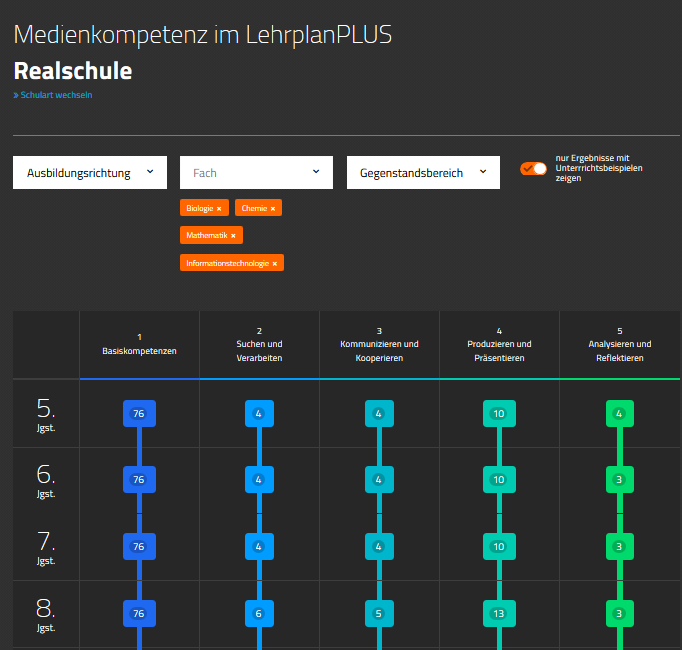 Medienkompetenz im LehrplanPLUS
Realschule
» Schulart wechseln
Ausbildungsrichtung
Fach
Gegenstandsbereich
nur Ergebnisse mit
Unterrrichtsbeispielen
zeigen
Biologie ×
Chemie ×
Mathematik ×
Informationstechnologie ×
1
Basiskompetenzen
2
Suchen und
Verarbeiten
3
Kommunizieren und
Kooperieren
4
Produzieren und
Präsentieren
5
Analysieren und
Reflektieren
5.
Jgst.
76
4
4
10
4
6.
Jgst.
76
4
4
10
3
7.
Jgst.
76
4
4
10
3
8.
Jgst.
76
6
5
13
3